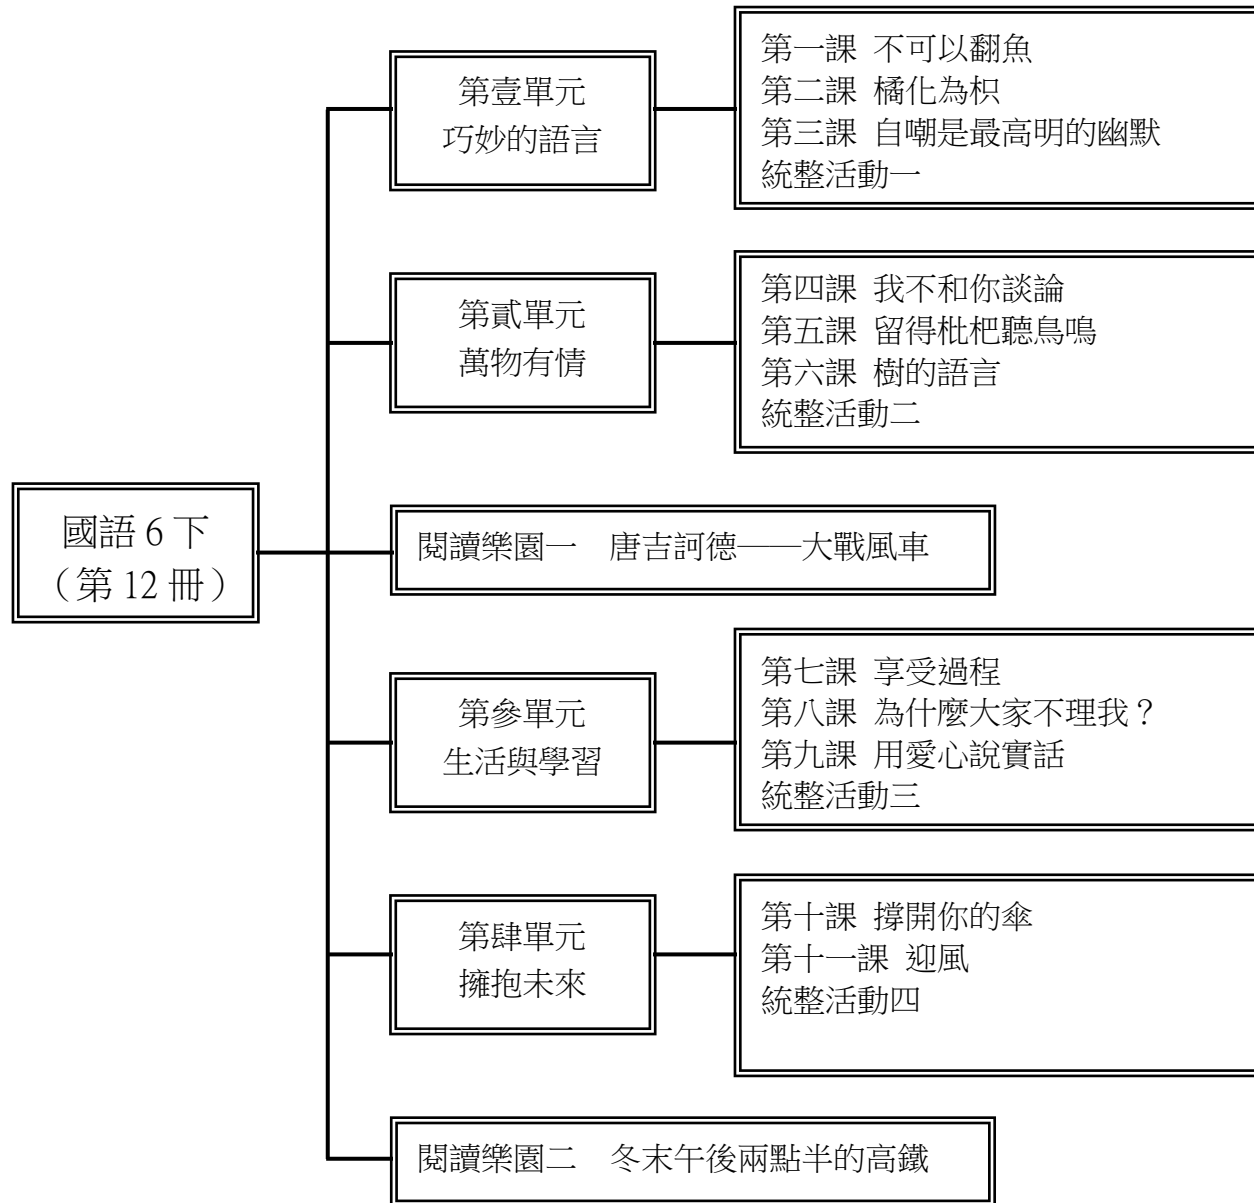 國語 6 下
（第 12 冊）
第壹單元
巧妙的語言
第一課 不可以翻魚
第二課 橘化為枳
第三課 自嘲是最高明的幽默
統整活動一
第貳單元
萬物有情
第四課 我不和你談論
第五課 留得枇杷聽鳥鳴
第六課 樹的語言
統整活動二
閱讀樂園一　唐吉訶德——大戰風車
第參單元
生活與學習
第七課 享受過程
第八課 為什麼大家不理我？
第九課 用愛心說實話
統整活動三
第肆單元
擁抱未來
第十課 撐開你的傘
第十一課 迎風
統整活動四
閱讀樂園二　冬末午後兩點半的高鐵